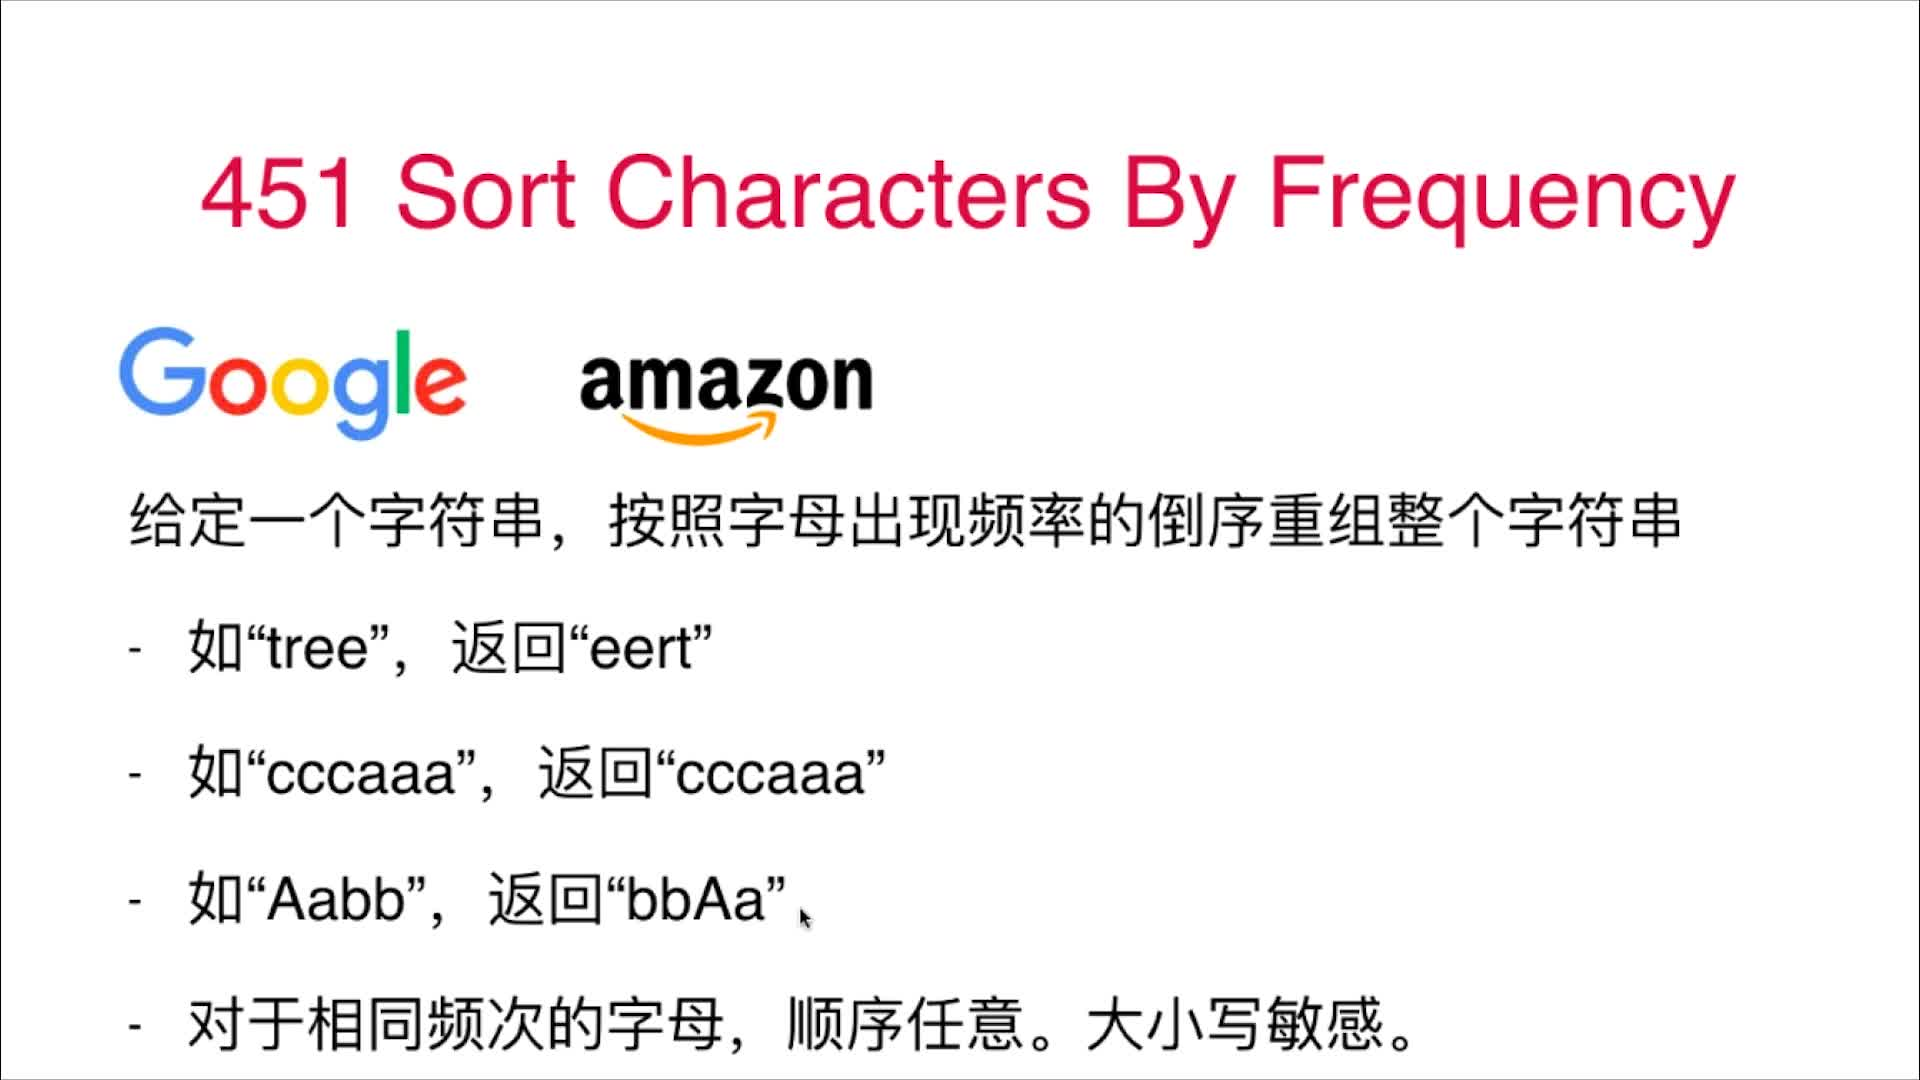 451 Sort Characters By Frequency
Google amazon
给定一个字符串，按照字母出现频率的倒序重组整个字符串
- 如“tree”，返回“eert”
- 如“cccaaa”，返回“cccaaa”
- 如“Aabb”，返回“bbAa”
- 对于相同频次的字母，顺序任意。大小写敏感。